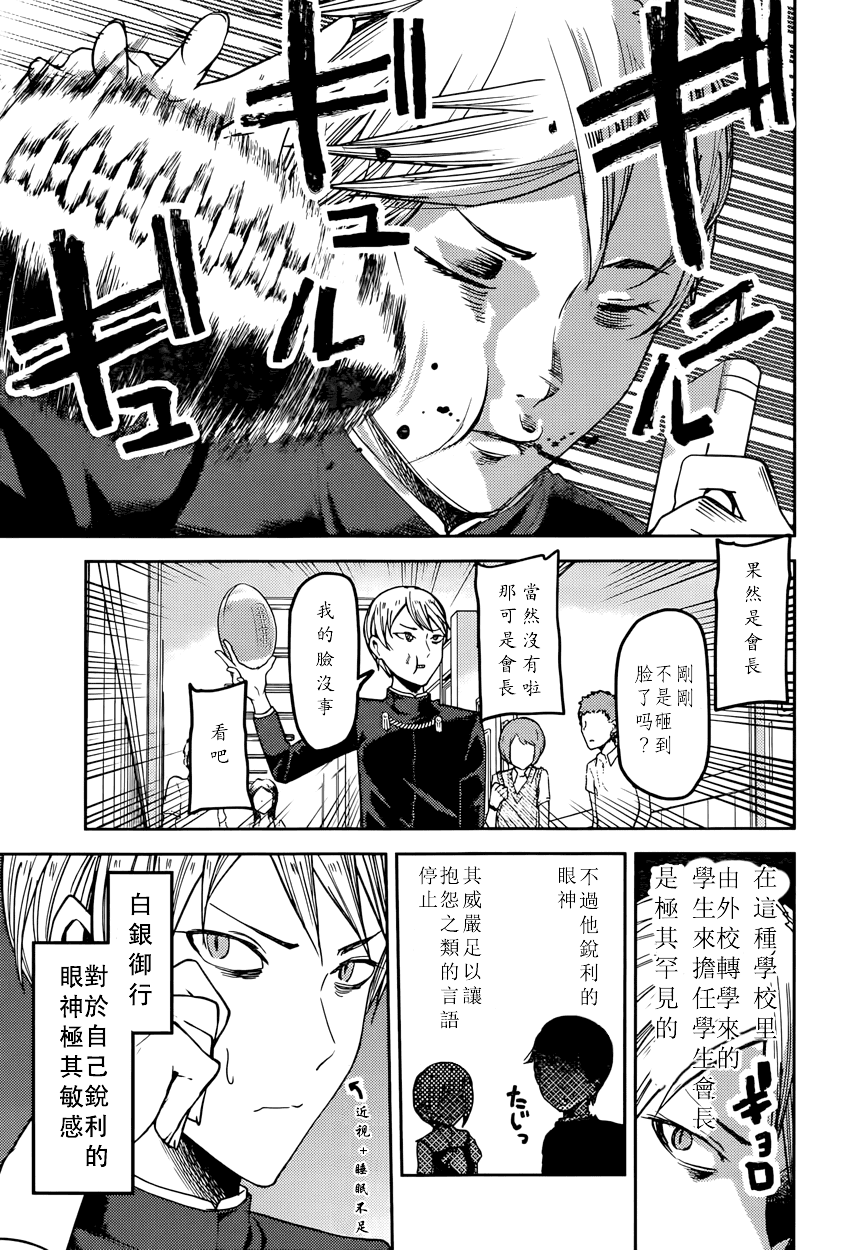 ギュルギュルギュル
果然是會長
剛剛
不是砸到
脸了吗？
當然沒有啦
那可是會長
我的臉沒事
看吧
在這種學校里
由外校轉學來的
學生來擔任學生會長
是極其罕見的
ギョロ
不過他銳利的
眼神
其威嚴足以讓
抱怨之類的言語
停止
たじっ
近視+睡眠不足
白銀御行
對於自己銳利的
眼神極其敏感